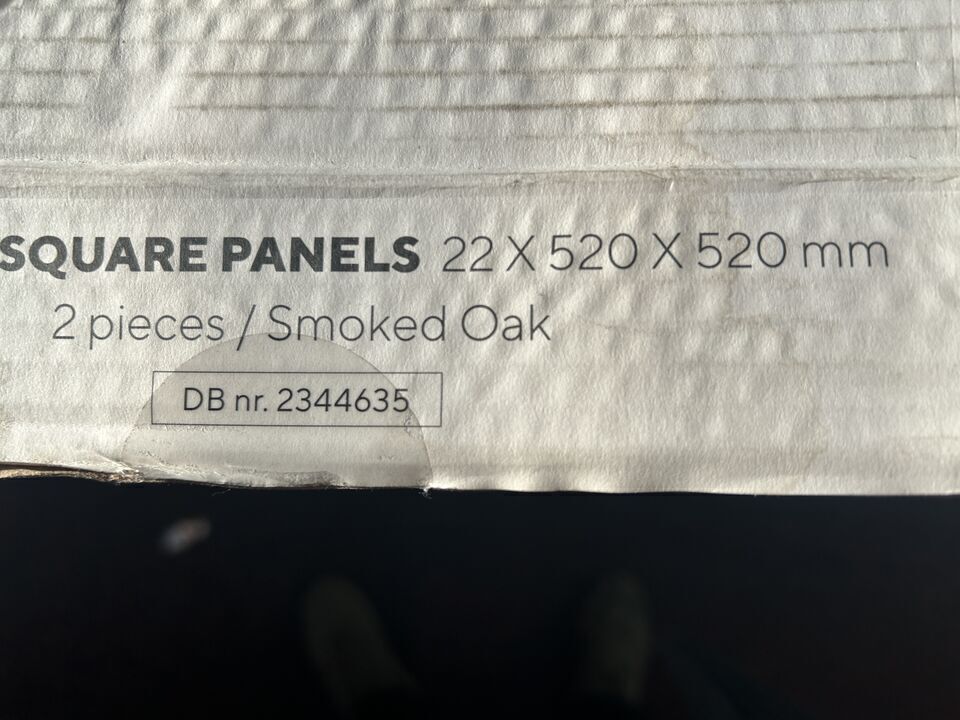 SQUARE PANELS 22 X 520 X 520 mm
2 pieces / Smoked Oak
DB nr. 2344635